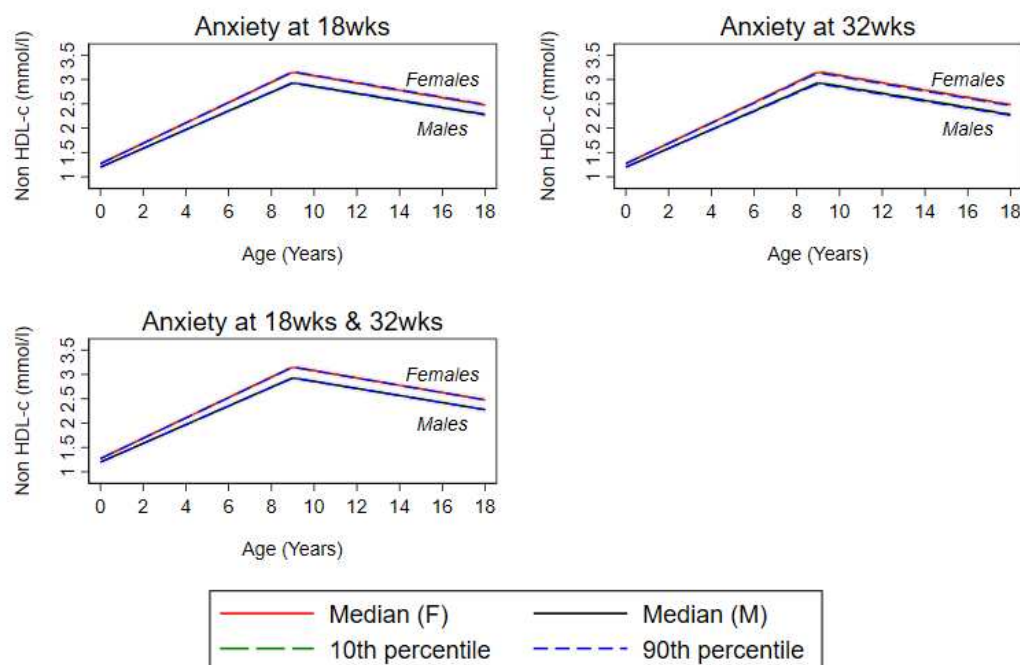 Anxiety at 18wks
Non HDL-c (mmol/l)
1 1.5 2 2.5 3 3.5
Females
Males
0 2 4 6 8 10 12 14 16 18
Age (Years)
Anxiety at 32wks
Non HDL-c (mmol/l)
1 1.5 2 2.5 3 3.5
Females
Males
0 2 4 6 8 10 12 14 16 18
Age (Years)
Anxiety at 18wks & 32wks
Non HDL-c (mmol/l)
1 1.5 2 2.5 3 3.5
Females
Males
0 2 4 6 8 10 12 14 16 18
Age (Years)
Median (F) Median (M)
10th percentile 90th percentile